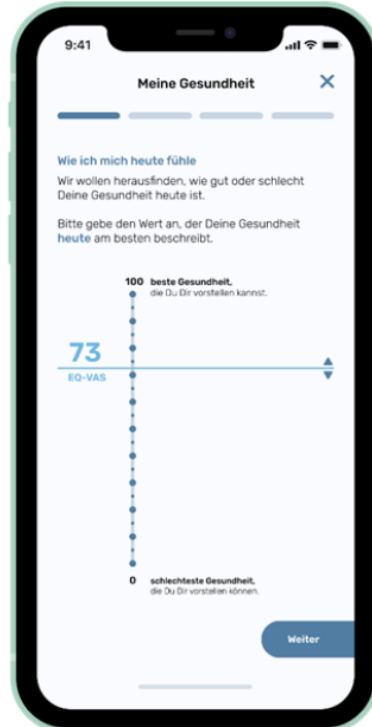 9:41
Meine Gesundheit
Wie ich mich heute fühle
Wir wollen herausfinden, wie gut oder schlecht
Deine Gesundheit heute ist.
Bitte gebe den Wert an, der Deine Gesundheit
heute am besten beschreibt.
100 beste Gesundheit,
die Du Dir vorstellen kannst.
73
EQ-VAS
0 schlechteste Gesundheit,
die Du Dir vorstellen können.
Weiter